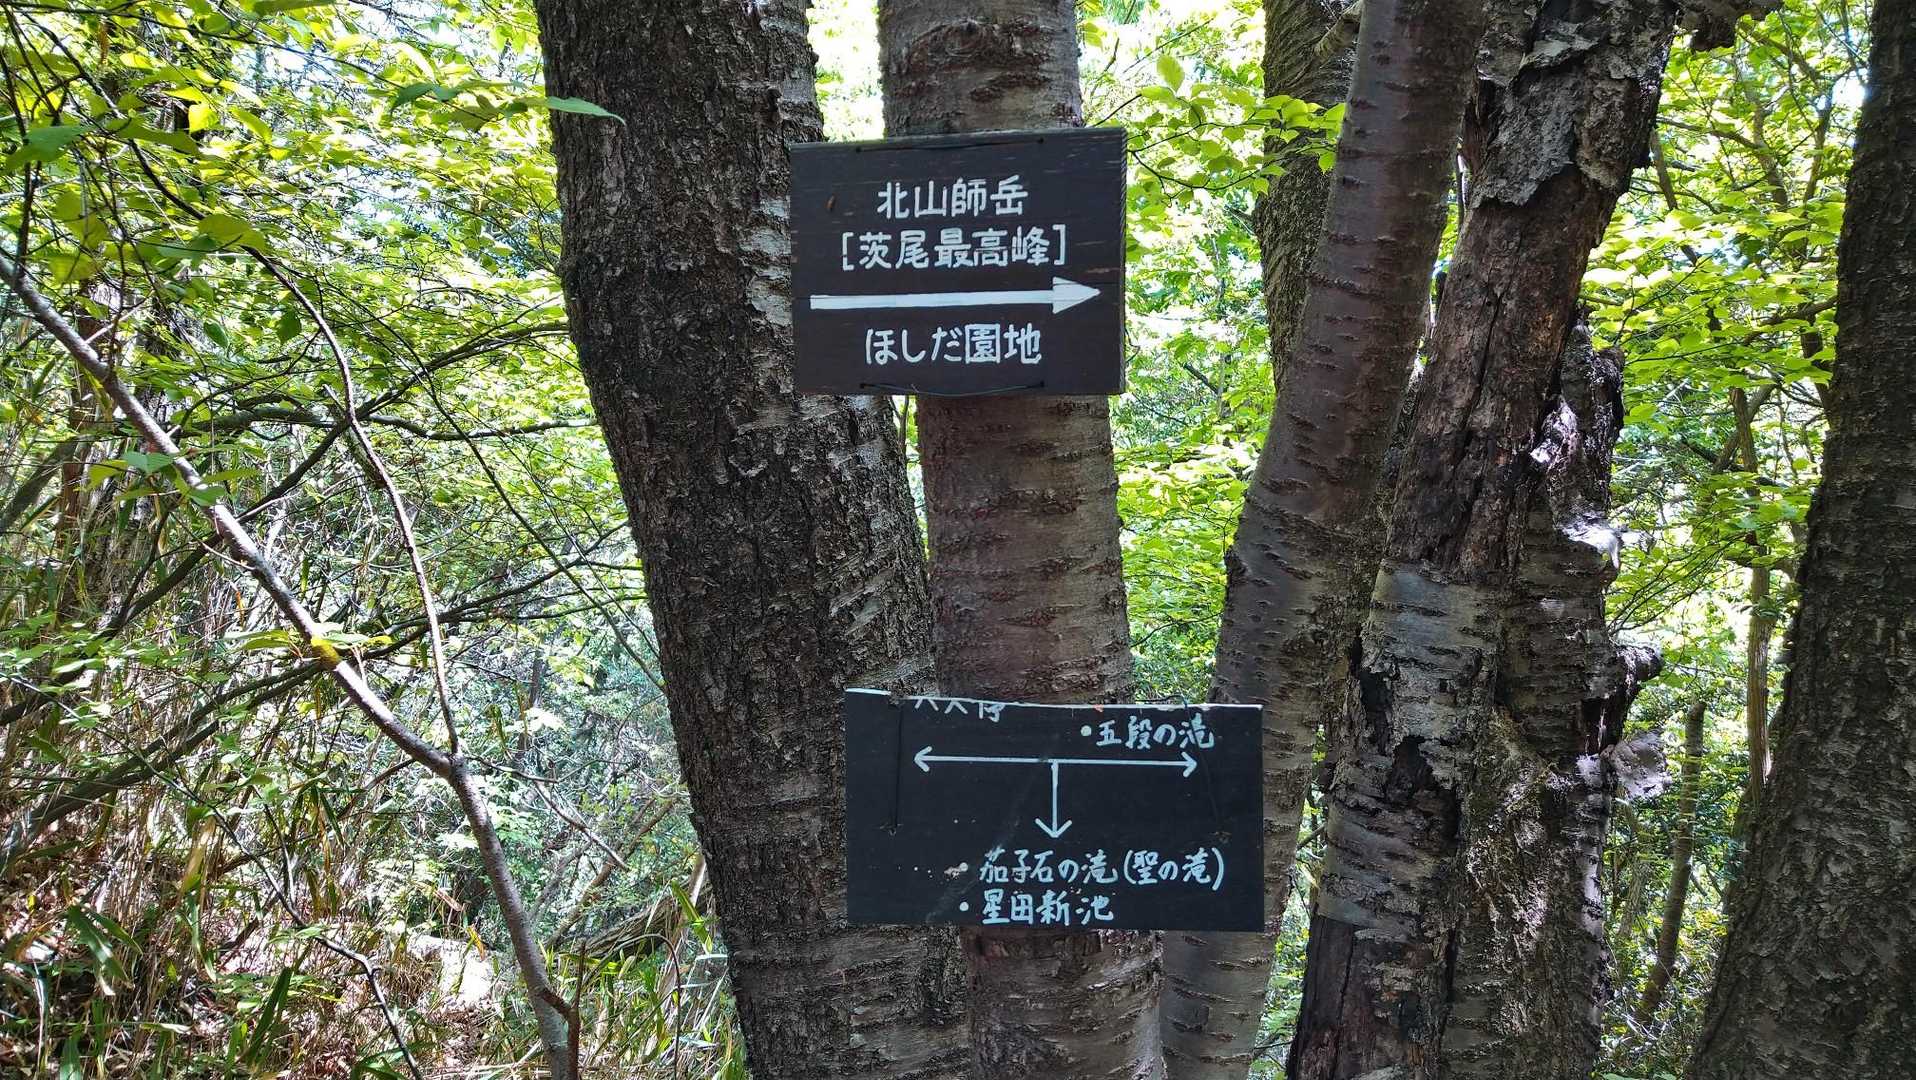 北山師岳
[茨尾最高峰]
ほしだ園地
・五段の滝
・茄子石の滝(聖の滝)
・星田新池